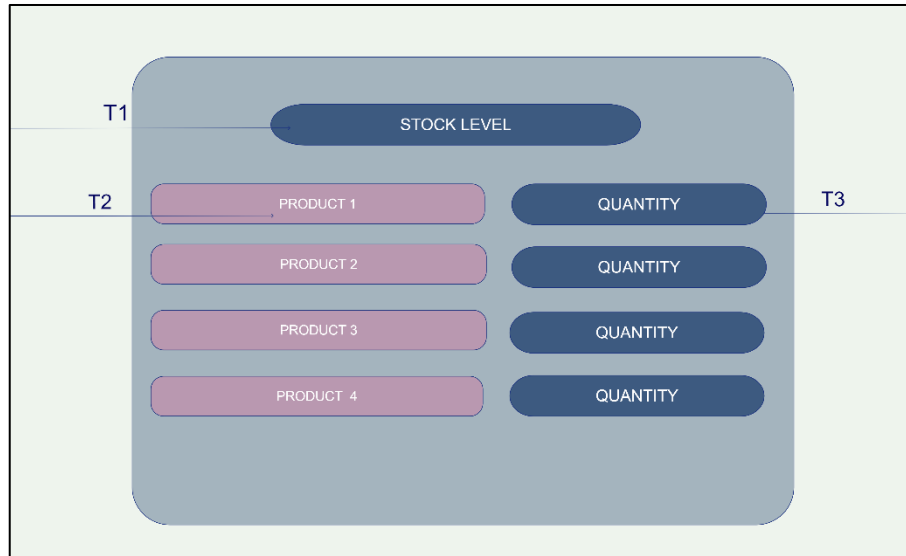 T1
STOCK LEVEL
T2
PRODUCT 1
QUANTITY
T3
PRODUCT 2
QUANTITY
PRODUCT 3
QUANTITY
PRODUCT 4
QUANTITY